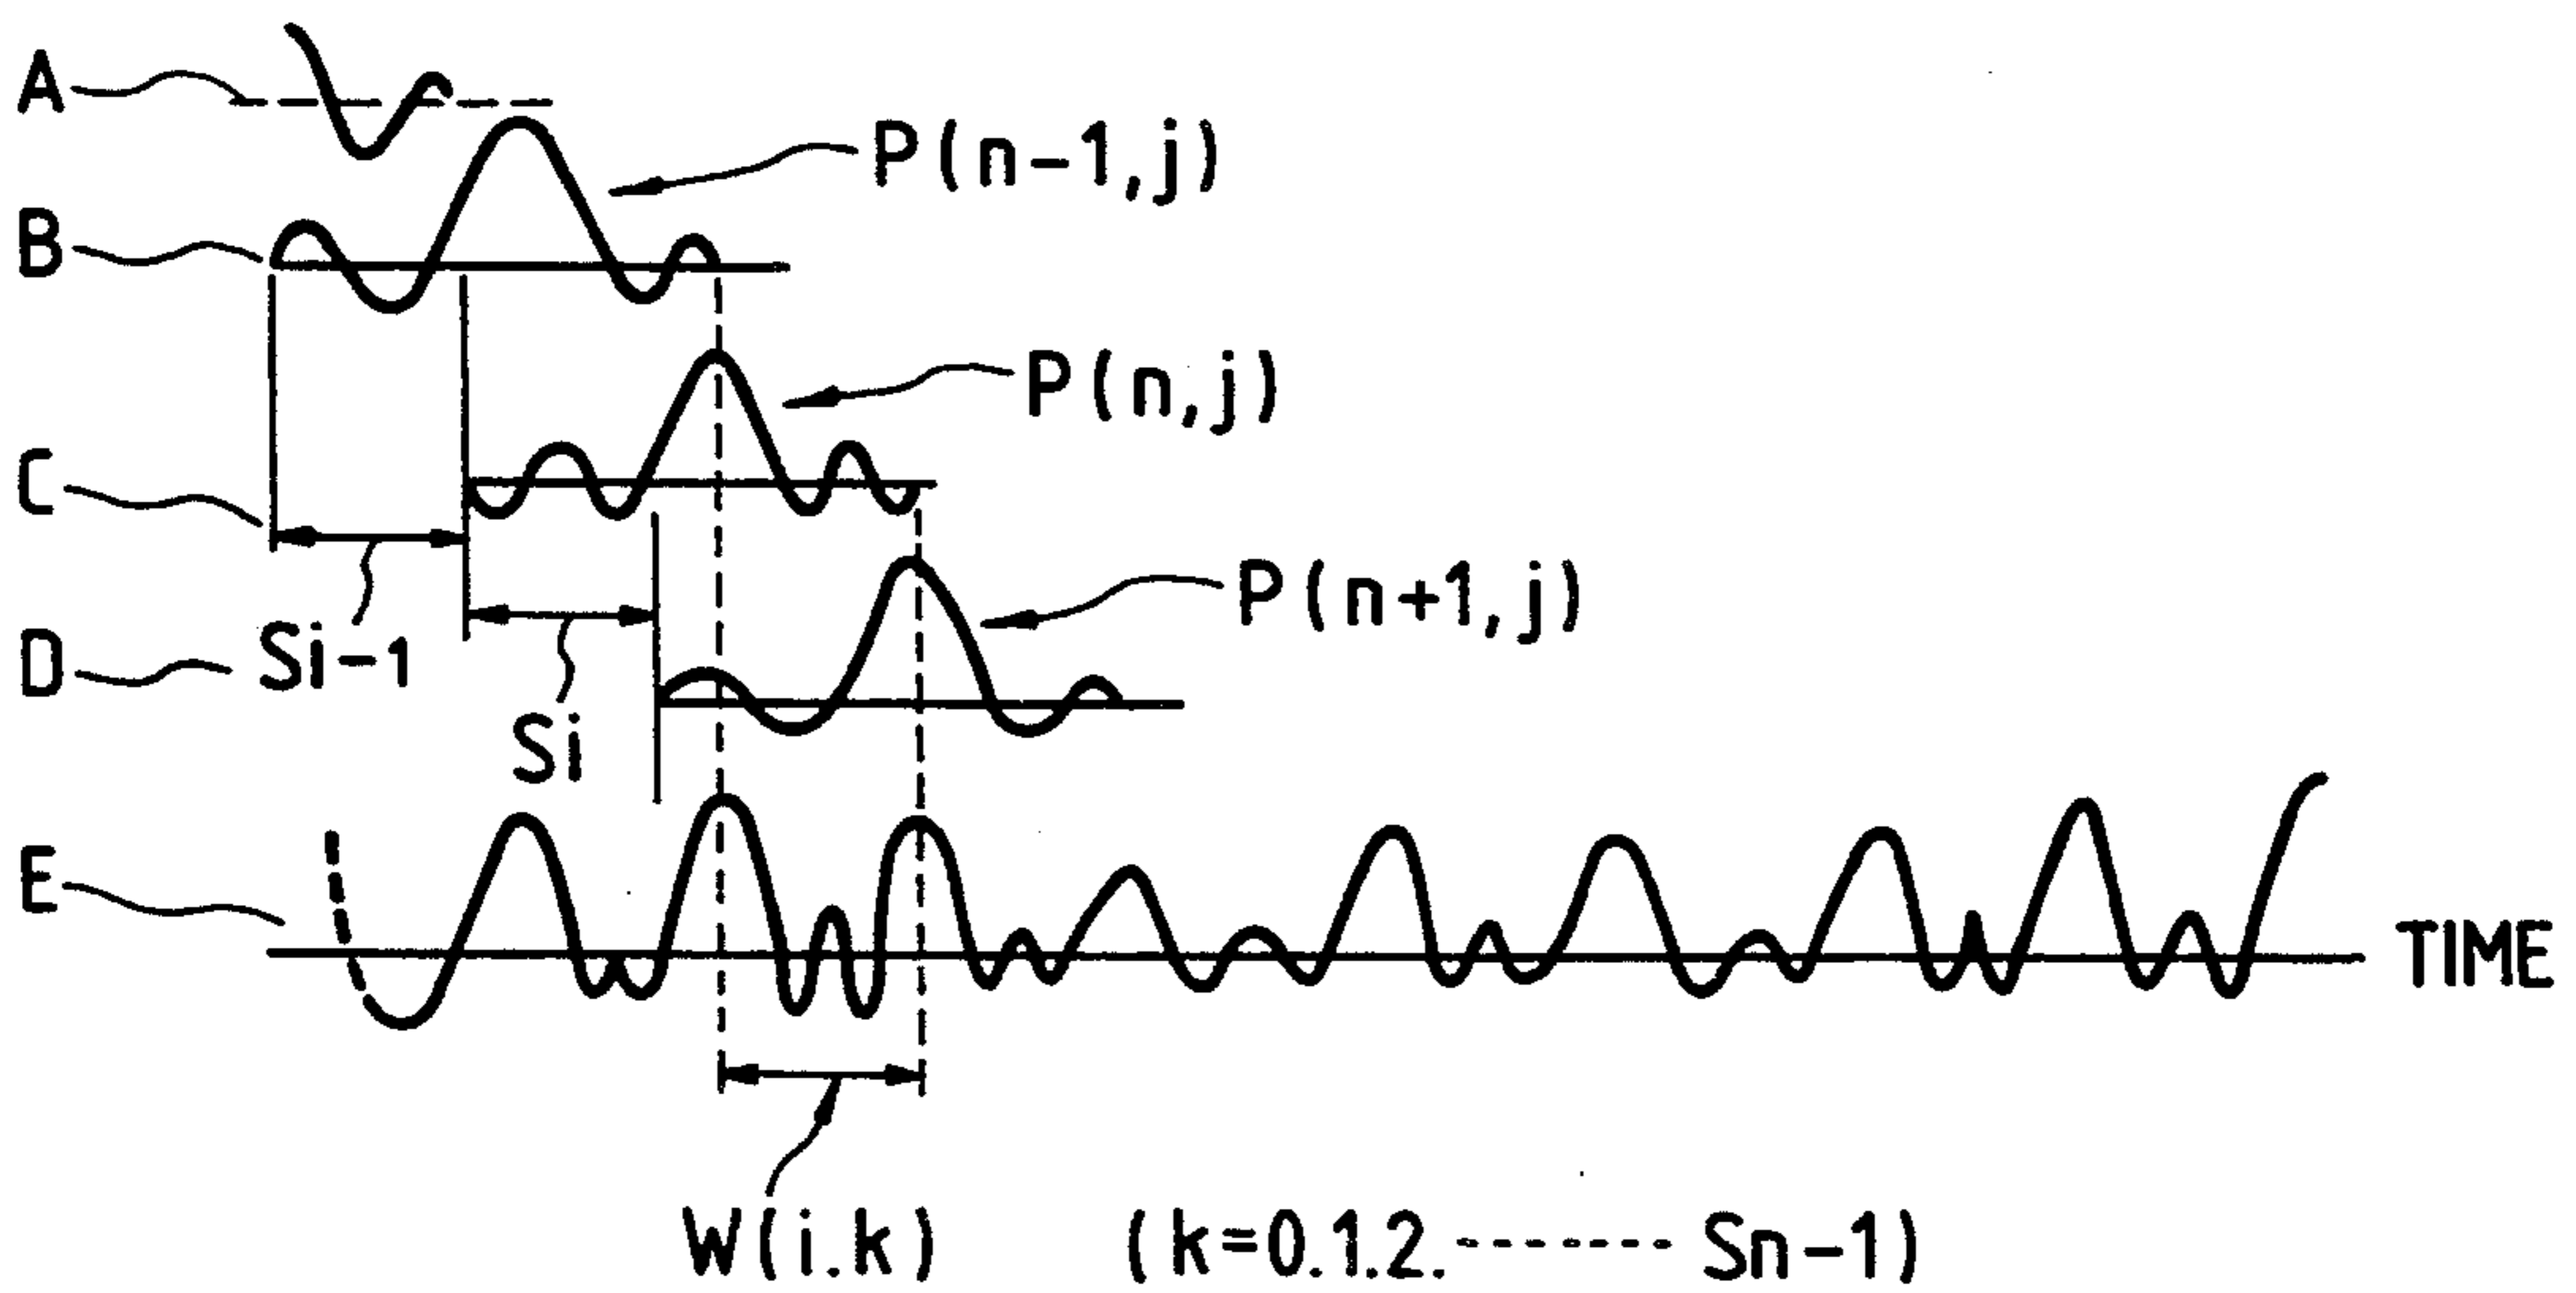 A
P(n-1,j)
B
P(n,j)
C
P(n+1,j)
Si-1
D
Si
E
TIME
W(i.k) (k=0.1.2.------- Sn-1)